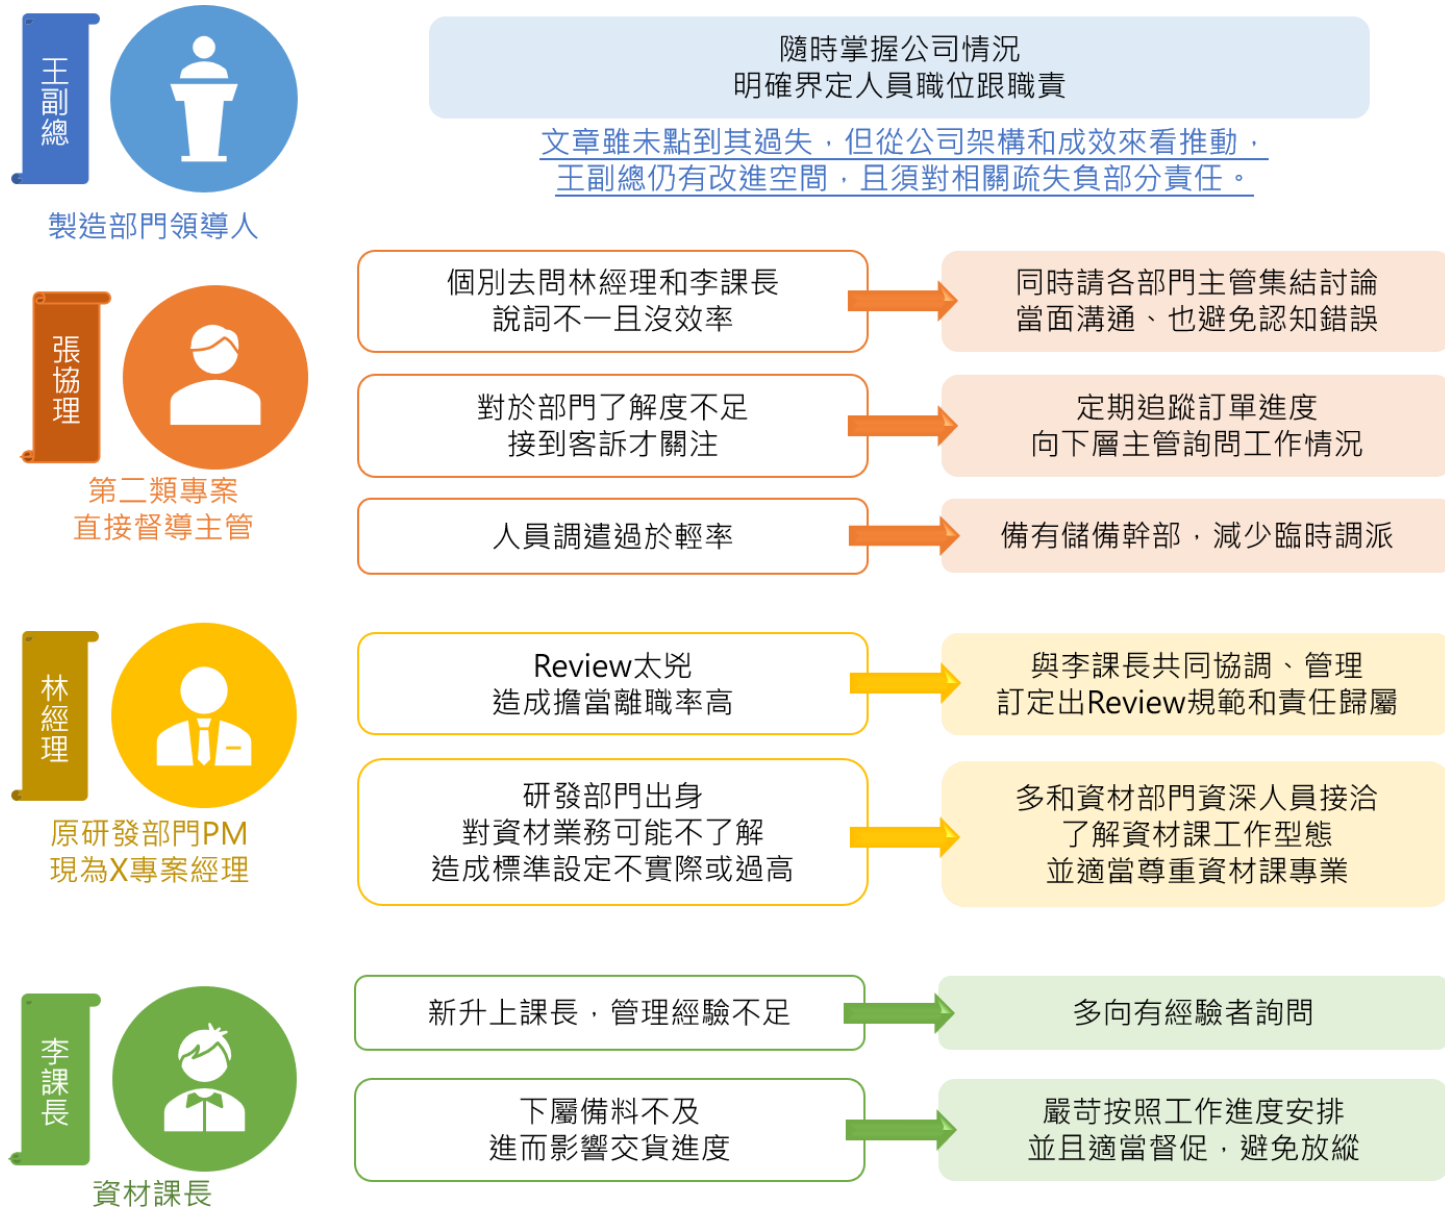 王副總
製造部門領導人
隨時掌握公司情況
明確界定人員職位跟職責
文章雖未點到其過失，但從公司架構和成效來看推動，
王副總仍有改進空間，且須對相關疏失負部分責任。
張協理
第二類專案
直接督導主管
個別去問林經理和李課長
說詞不一且沒效率
同時請各部門主管集結討論
當面溝通、也避免認知錯誤
對於部門了解度不足
接到客訴才關注
定期追蹤訂單進度
向下層主管詢問工作情況
人員調遣過於輕率
備有儲備幹部，減少臨時調派
林經理
原研發部門PM
現為X專案經理
Review太兇
造成擔當離職率高
與李課長共同協調、管理
訂定出Review規範和責任歸屬
研發部門出身
對資材業務可能不了解
造成標準設定不實際或過高
多和資材部門資深人員接洽
了解資材課工作型態
並適當尊重資材課專業
李課長
資材課長
新升上課長，管理經驗不足
多向有經驗者詢問
下屬備料不及
進而影響交貨進度
嚴苛按照工作進度安排
並且適當督促，避免放縱